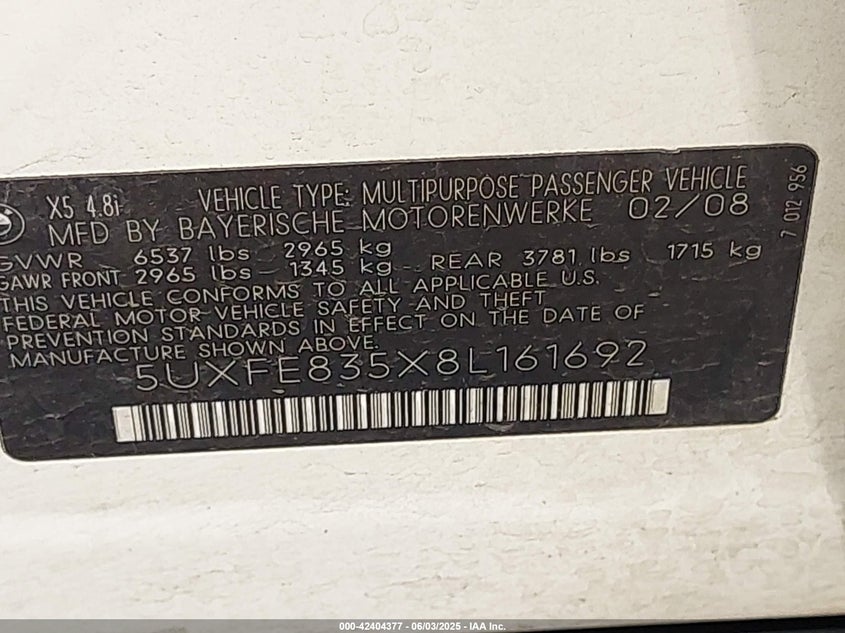 X5 4.8i VEHICLE TYPE: MULTIPURPOSE PASSENGER VEHICLE
MFD BY BAYERISCHE MOTORENWERKE 02/08
GVWR 6537 lbs 2965 kg
GAWR FRONT 2965 lbs 1345 kg - REAR 3781 lbs 1715 kg
THIS VEHICLE CONFORMS TO ALL APPLICABLE U.S.
FEDERAL MOTOR VEHICLE SAFETY AND THEFT
PREVENTION STANDARDS IN EFFECT ON THE DATE OF
MANUFACTURE SHOWN ABOVE.
5UXFE835X8L161692
7 012 956
000-42404377 - 06/03/2025 - IAA Inc.